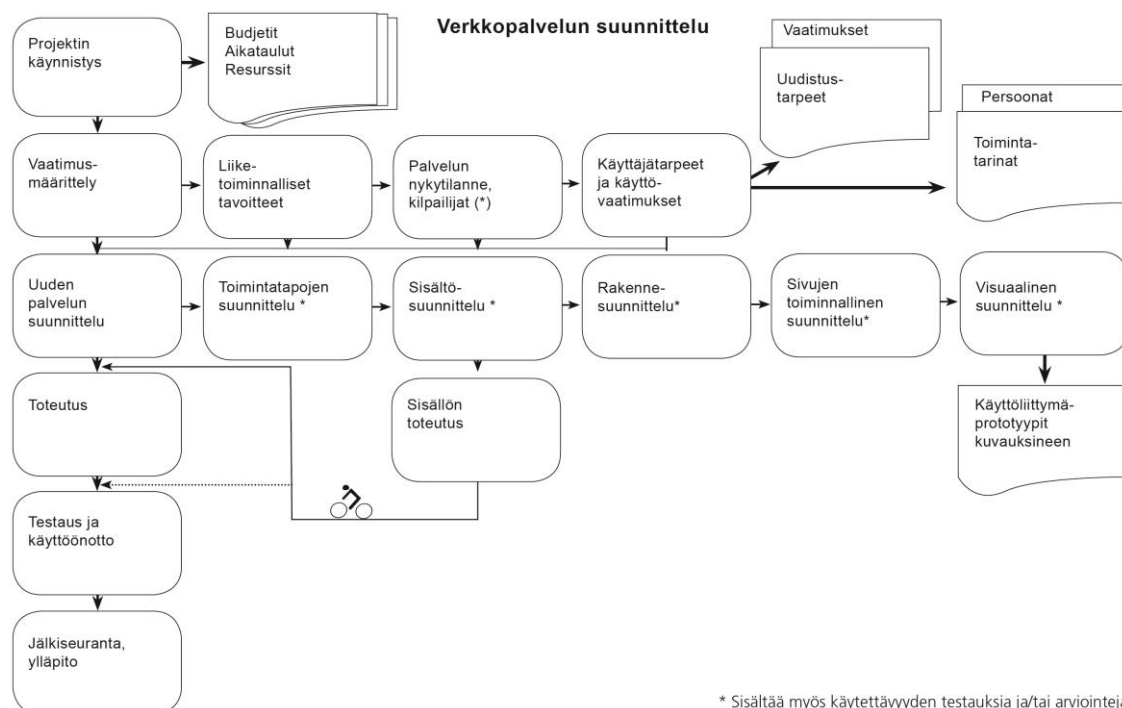 Verkkopalvelun suunnittelu
Projektin
käynnistys
Budjetit
Aikataulut
Resurssit
Vaatimukset
Uudistus-
tarpeet
Persoonat
Toiminta-
tarinat
Vaatimus-
määrittely
Liike-
toiminnalliset
tavoitteet
Palvelun
nykytilanne,
kilpailijat (*)
Käyttäjätarpeet
ja käyttö-
vaatimukset
Uuden
palvelun
suunnittelu
Toimintatapojen
suunnittelu *
Sisältö-
suunnittelu *
Rakenne-
suunnittelu*
Sivujen
toiminnallinen
suunnittelu*
Visuaalinen
suunnittelu *
Toteutus
Sisällön
toteutus
Käyttöliittymä-
prototyypit
kuvauksineen
Testaus ja
käyttöönotto
Jälkiseuranta,
ylläpito
* Sisältää myös käytettävyyden testauksia ja/tai arviointeja